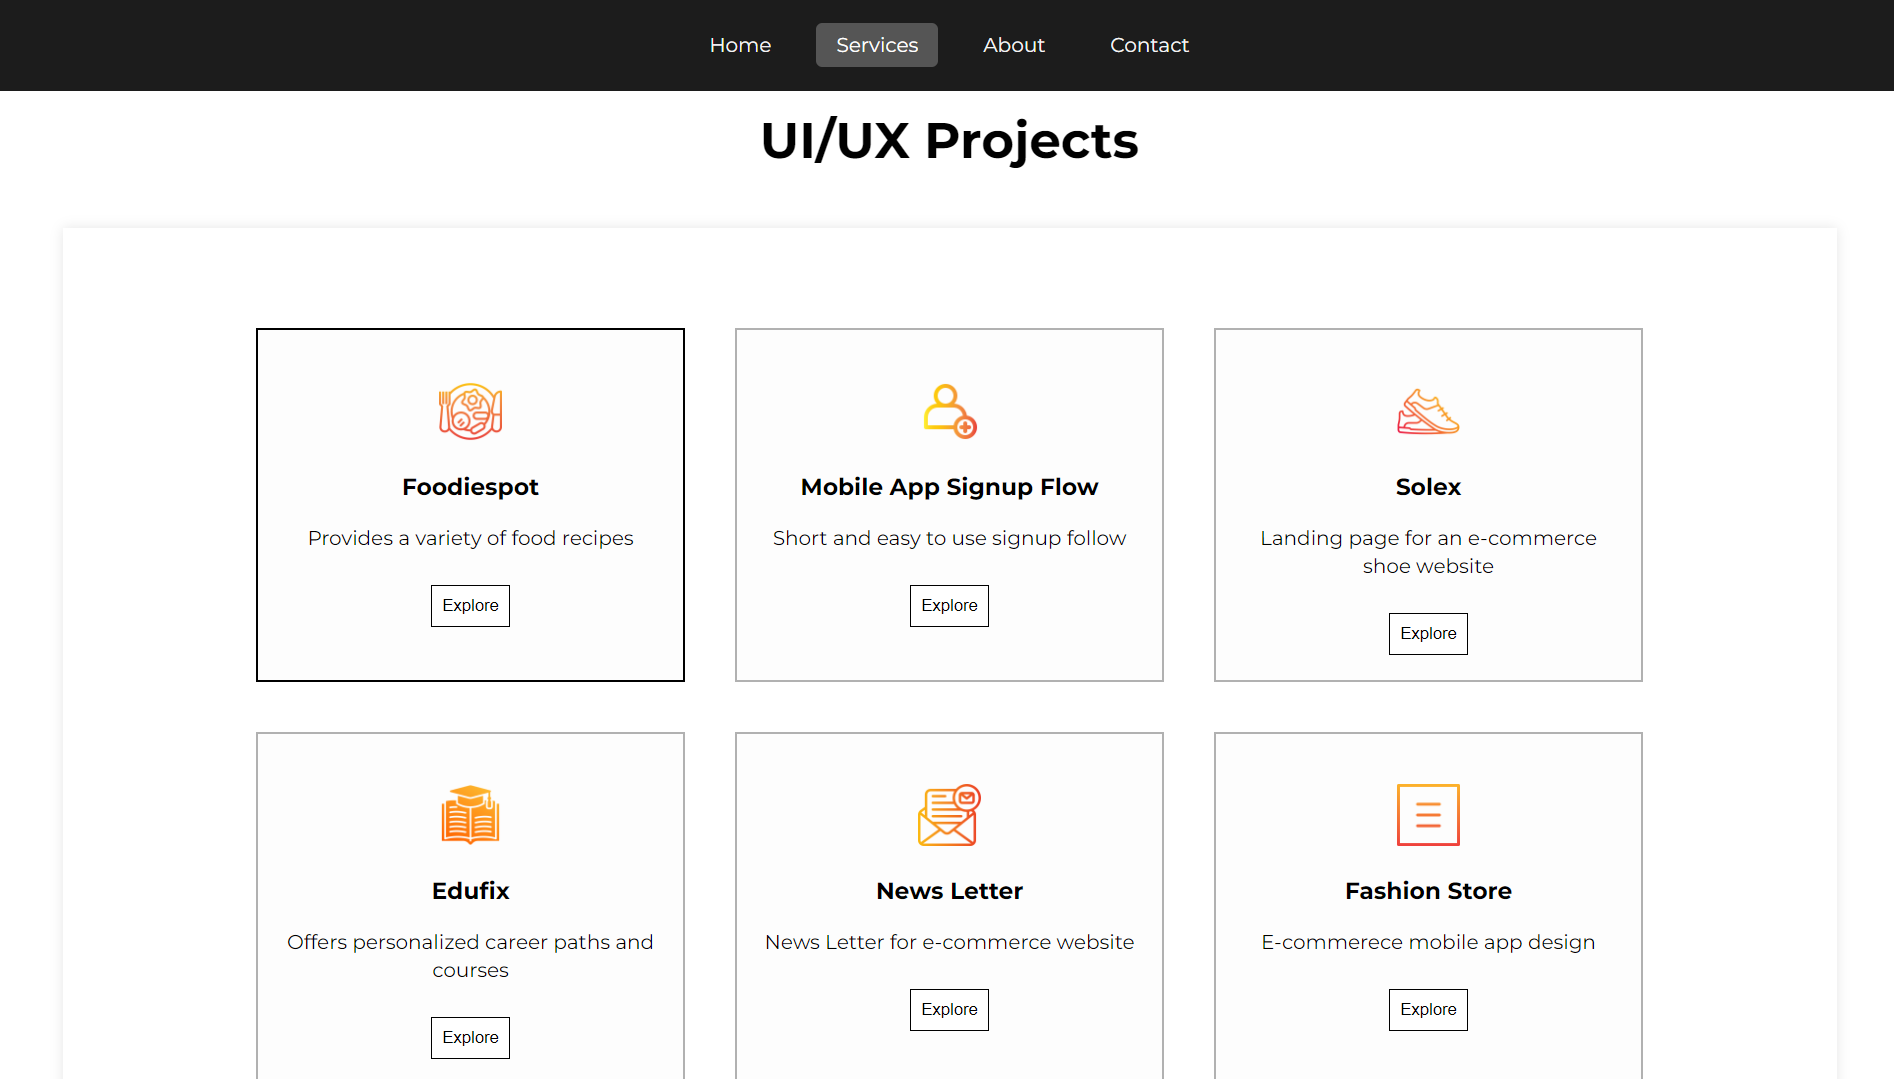 Home Services About Contact
UI/UX Projects
Foodiespot
Provides a variety of food recipes
Explore
Mobile App Signup Flow
Short and easy to use signup follow
Explore
Solex
Landing page for an e-commerce
shoe website
Explore
Edufix
Offers personalized career paths and
courses
Explore
News Letter
News Letter for e-commerce website
Explore
Fashion Store
E-commerece mobile app design
Explore